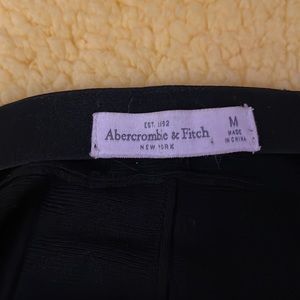 EST. 1892
Abercrombie & Fitch
NEW YORK
M
MADE
IN CHINA